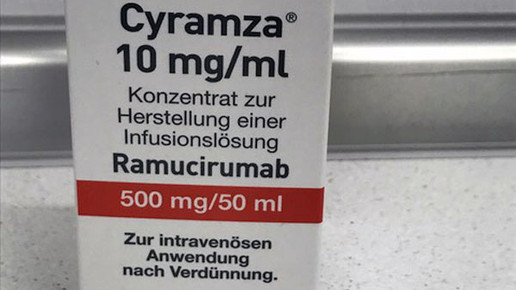 Cyramza®
10 mg/ml
Konzentrat zur
Herstellung einer
Infusionslösung
Ramucirumab
500 mg/50 ml
Zur intravenösen
Anwendung
nach Verdünnung.